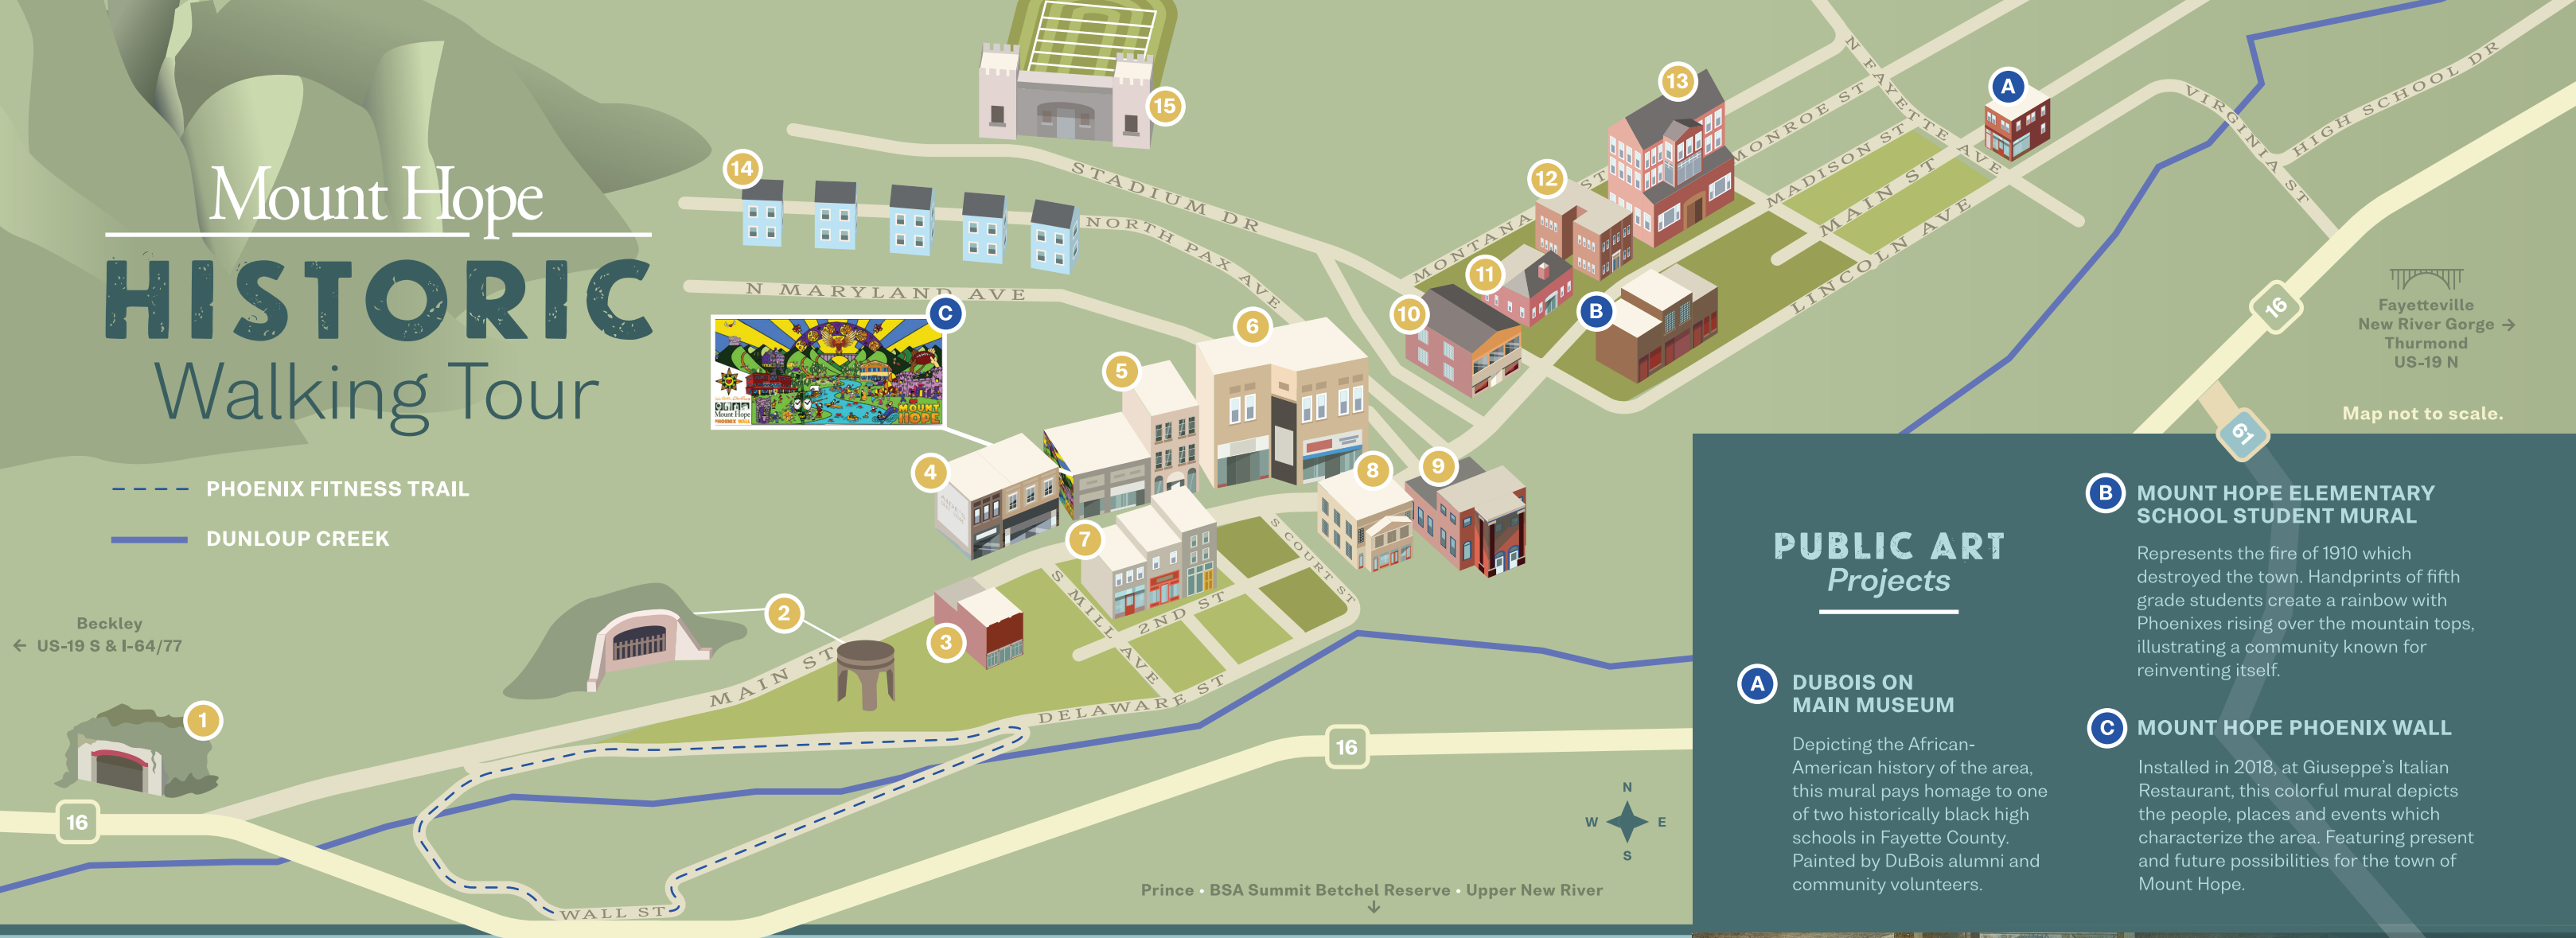 Mount Hope
HISTORIC
Walking Tour
PHOENIX FITNESS TRAIL
DUNLOUP CREEK
Beckley
← US-19 S & I-64/77
1
2
3
4
5
6
7
8
9
10
11
12
13
14
15
A
B
C
MOUNT
HOPE
Mount Hope
STADIUM DR
NORTH PAX AVE
N MARYLAND AVE
MONTANA ST
MONROE ST
MADISON ST
MAIN ST
LINCOLN AVE
N FAYETTE AVE
VIRGINIA ST
HIGH SCHOOL DR
S COURT ST
S MILL AVE
2ND ST
MAIN ST
DELAWARE ST
WALL ST
16
16
16
61
Fayetteville
New River Gorge →
Thurmond
US-19 N
Map not to scale.
N
W E
S
Prince • BSA Summit Betchel Reserve • Upper New River
↓
PUBLIC ART
Projects
A DUBOIS ON
MAIN MUSEUM
Depicting the African-
American history of the area,
this mural pays homage to one
of two historically black high
schools in Fayette County.
Painted by DuBois alumni and
community volunteers.
B MOUNT HOPE ELEMENTARY
SCHOOL STUDENT MURAL
Represents the fire of 1910 which
destroyed the town. Handprints of fifth
grade students create a rainbow with
Phoenixes rising over the mountain tops,
illustrating a community known for
reinventing itself.
C MOUNT HOPE PHOENIX WALL
Installed in 2018, at Giuseppe's Italian
Restaurant, this colorful mural depicts
the people, places and events which
characterize the area. Featuring present
and future possibilities for the town of
Mount Hope.